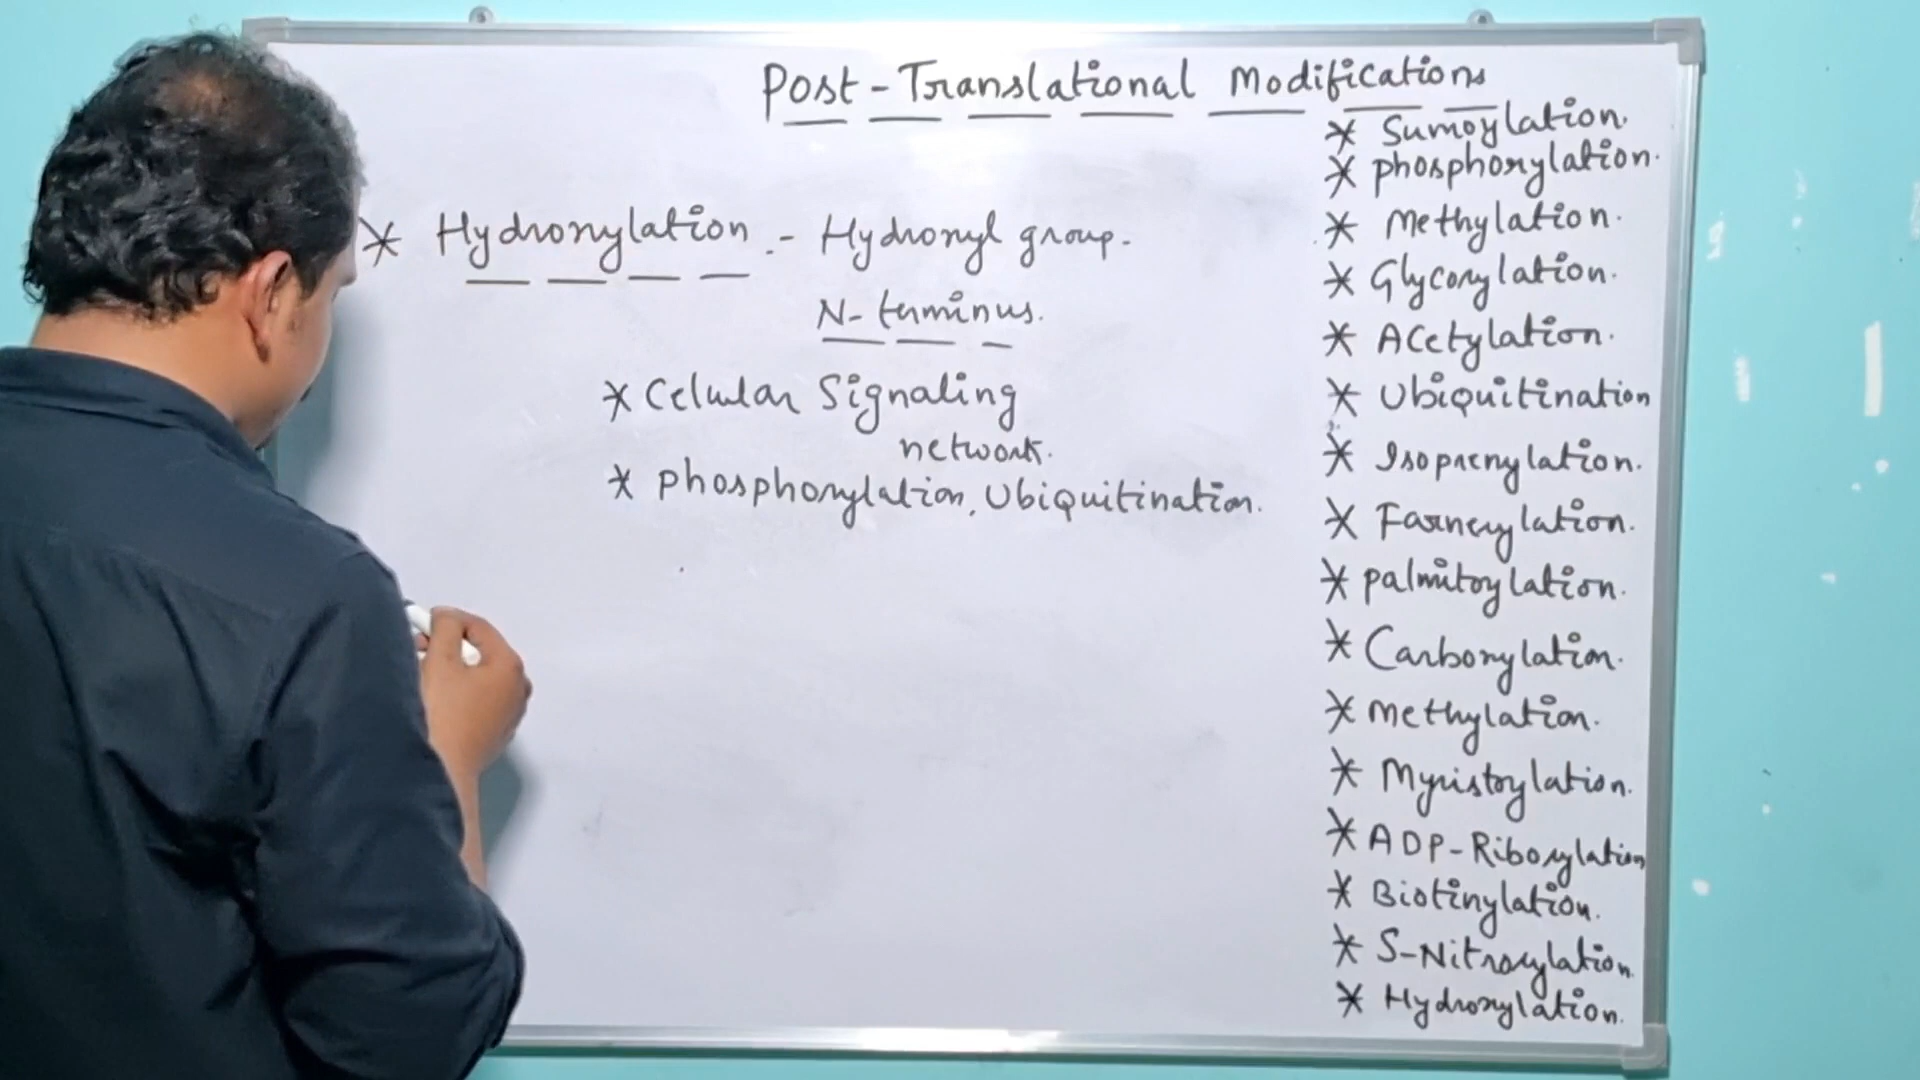 Post-Translational Modifications
* Hydroxylation. - Hydroxyl group.
N-terminus.
* Celular Signaling
network.
* Phosphorylation, Ubiquitination.
* Sumoylation.
* Phosphorylation.
* Methylation.
* Glycosylation.
* Acetylation.
* Ubiquitination
* Isoprenylation.
* Farnesylation.
* Palmitoylation.
* Carbonylation.
* Methylation.
* Myristoylation.
* ADP-Ribosylation
* Biotinylation.
* S-Nitrosylation.
* Hydroxylation.